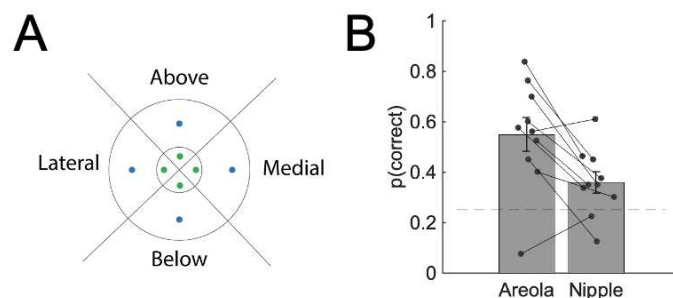 A
Above
Lateral
Medial
Below
B
p(correct)
1
0.8
0.6
0.4
0.2
0
Areola
Nipple